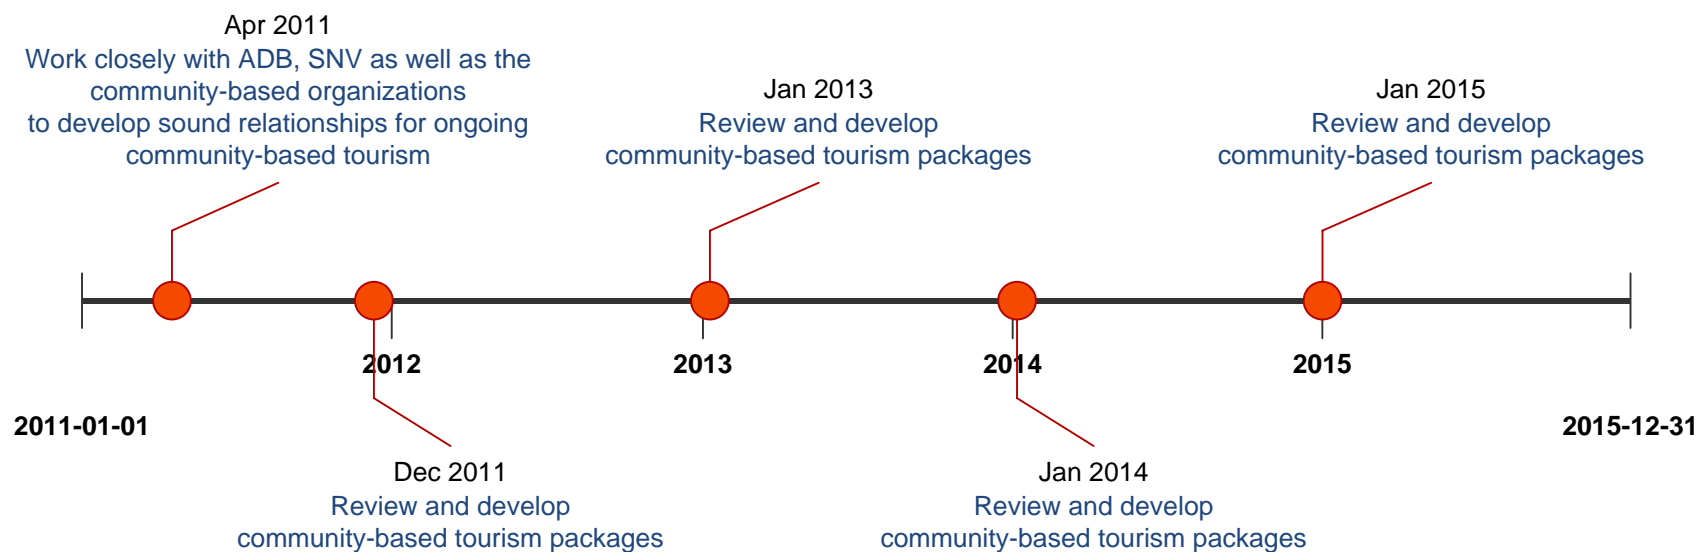 Apr 2011
Work closely with ADB, SNV as well as the
community-based organizations
to develop sound relationships for ongoing
community-based tourism
Jan 2013
Review and develop
community-based tourism packages
Jan 2015
Review and develop
community-based tourism packages
2012
2013
2014
2015
2011-01-01
2015-12-31
Dec 2011
Review and develop
community-based tourism packages
Jan 2014
Review and develop
community-based tourism packages